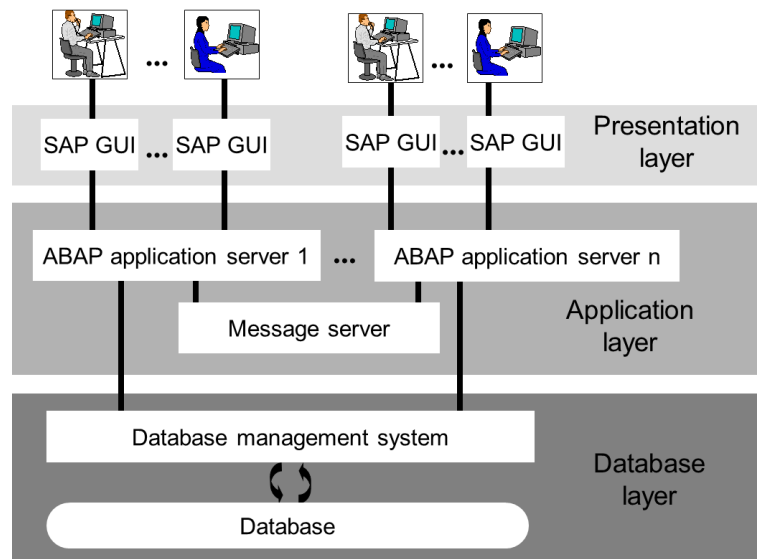 ... ...
SAP GUI ... SAP GUI SAP GUI ... SAP GUI
Presentation
layer
ABAP application server 1 ... ABAP application server n
Message server
Application
layer
Database management system
Database
layer
Database